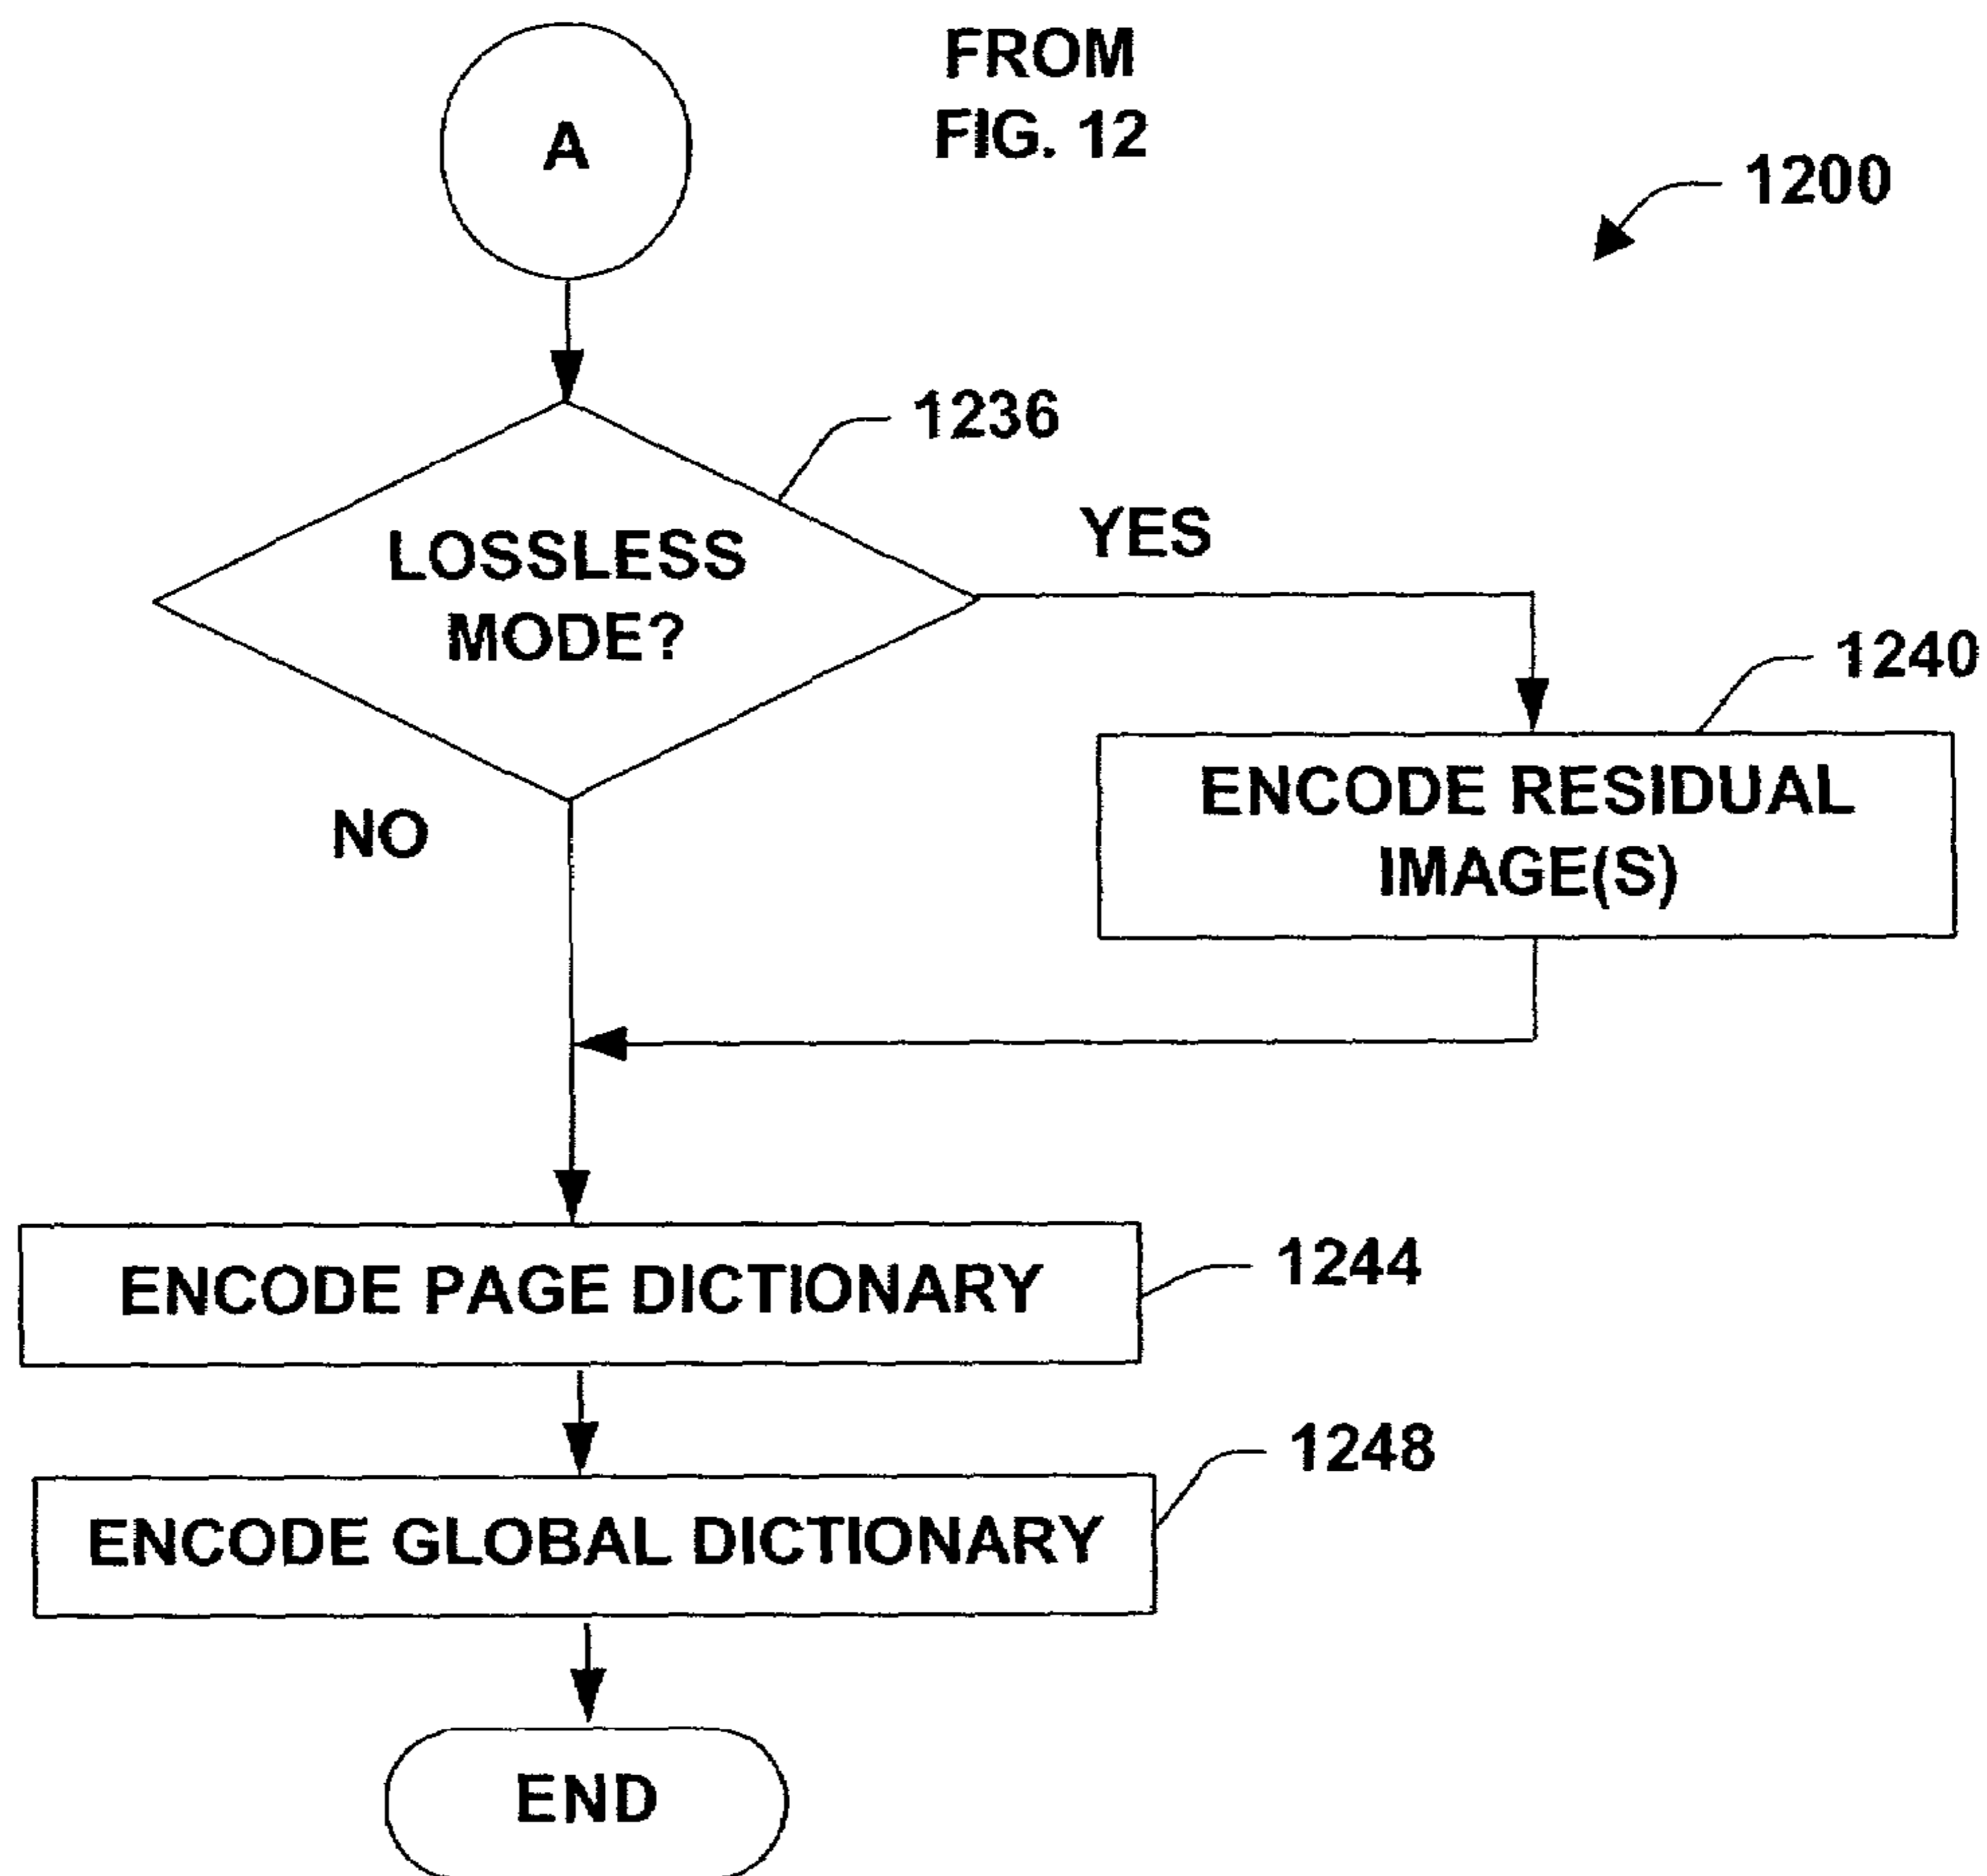 A
FROM
FIG. 12
1200
1236
LOSSLESS
MODE?
YES
NO
1240
ENCODE RESIDUAL
IMAGE(S)
ENCODE PAGE DICTIONARY
1244
ENCODE GLOBAL DICTIONARY
1248
END